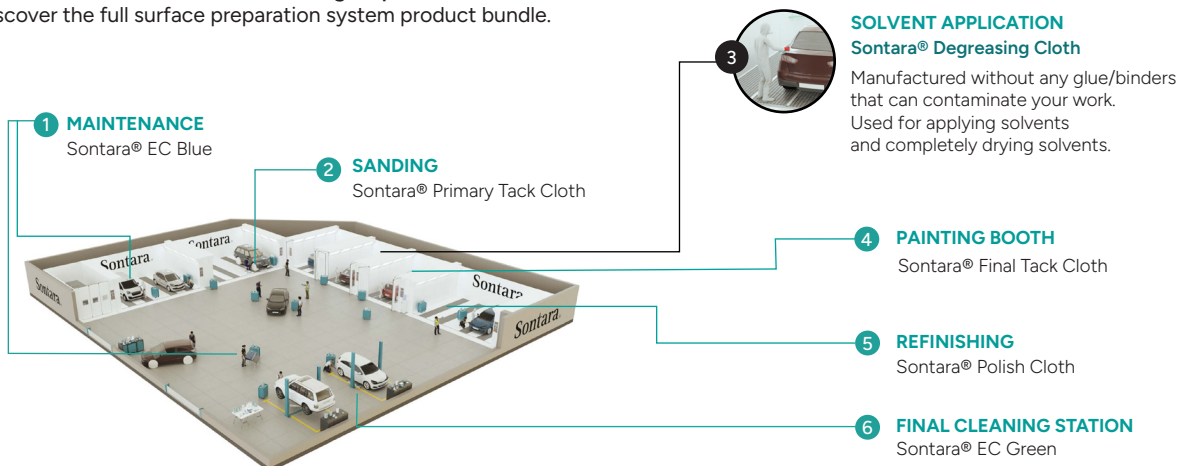 discover the full surface preparation system product bundle.
SOLVENT APPLICATION
Sontara® Degreasing Cloth
Manufactured without any glue/binders
that can contaminate your work.
Used for applying solvents
and completely drying solvents.
3
1 MAINTENANCE
Sontara® EC Blue
2 SANDING
Sontara® Primary Tack Cloth
4 PAINTING BOOTH
Sontara® Final Tack Cloth
5 REFINISHING
Sontara® Polish Cloth
6 FINAL CLEANING STATION
Sontara® EC Green
Sontara.
Sontara.
Sontara.
Sontara
Sontara.